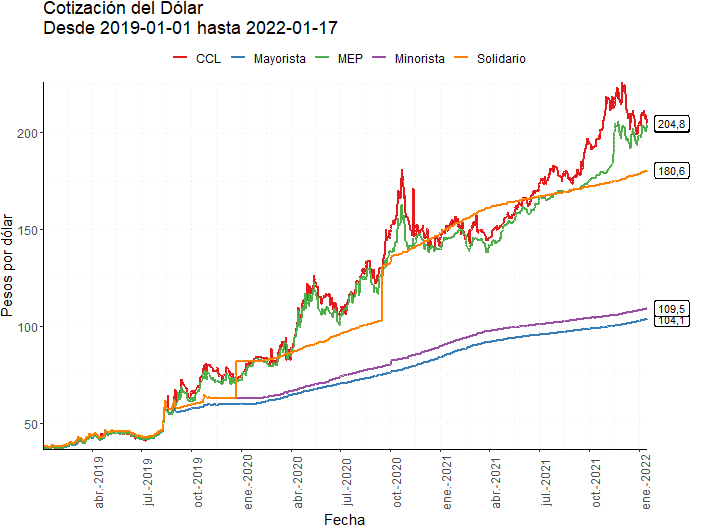 Cotización del Dólar
Desde 2019-01-01 hasta 2022-01-17
CCL Mayorista MEP Minorista Solidario
Pesos por dólar
200
150
100
50
204,8
180,6
109,5
104,1
abr.-2019
jul.-2019
oct.-2019
ene.-2020
abr.-2020
jul.-2020
oct.-2020
ene.-2021
abr.-2021
jul.-2021
oct.-2021
ene.-2022
Fecha